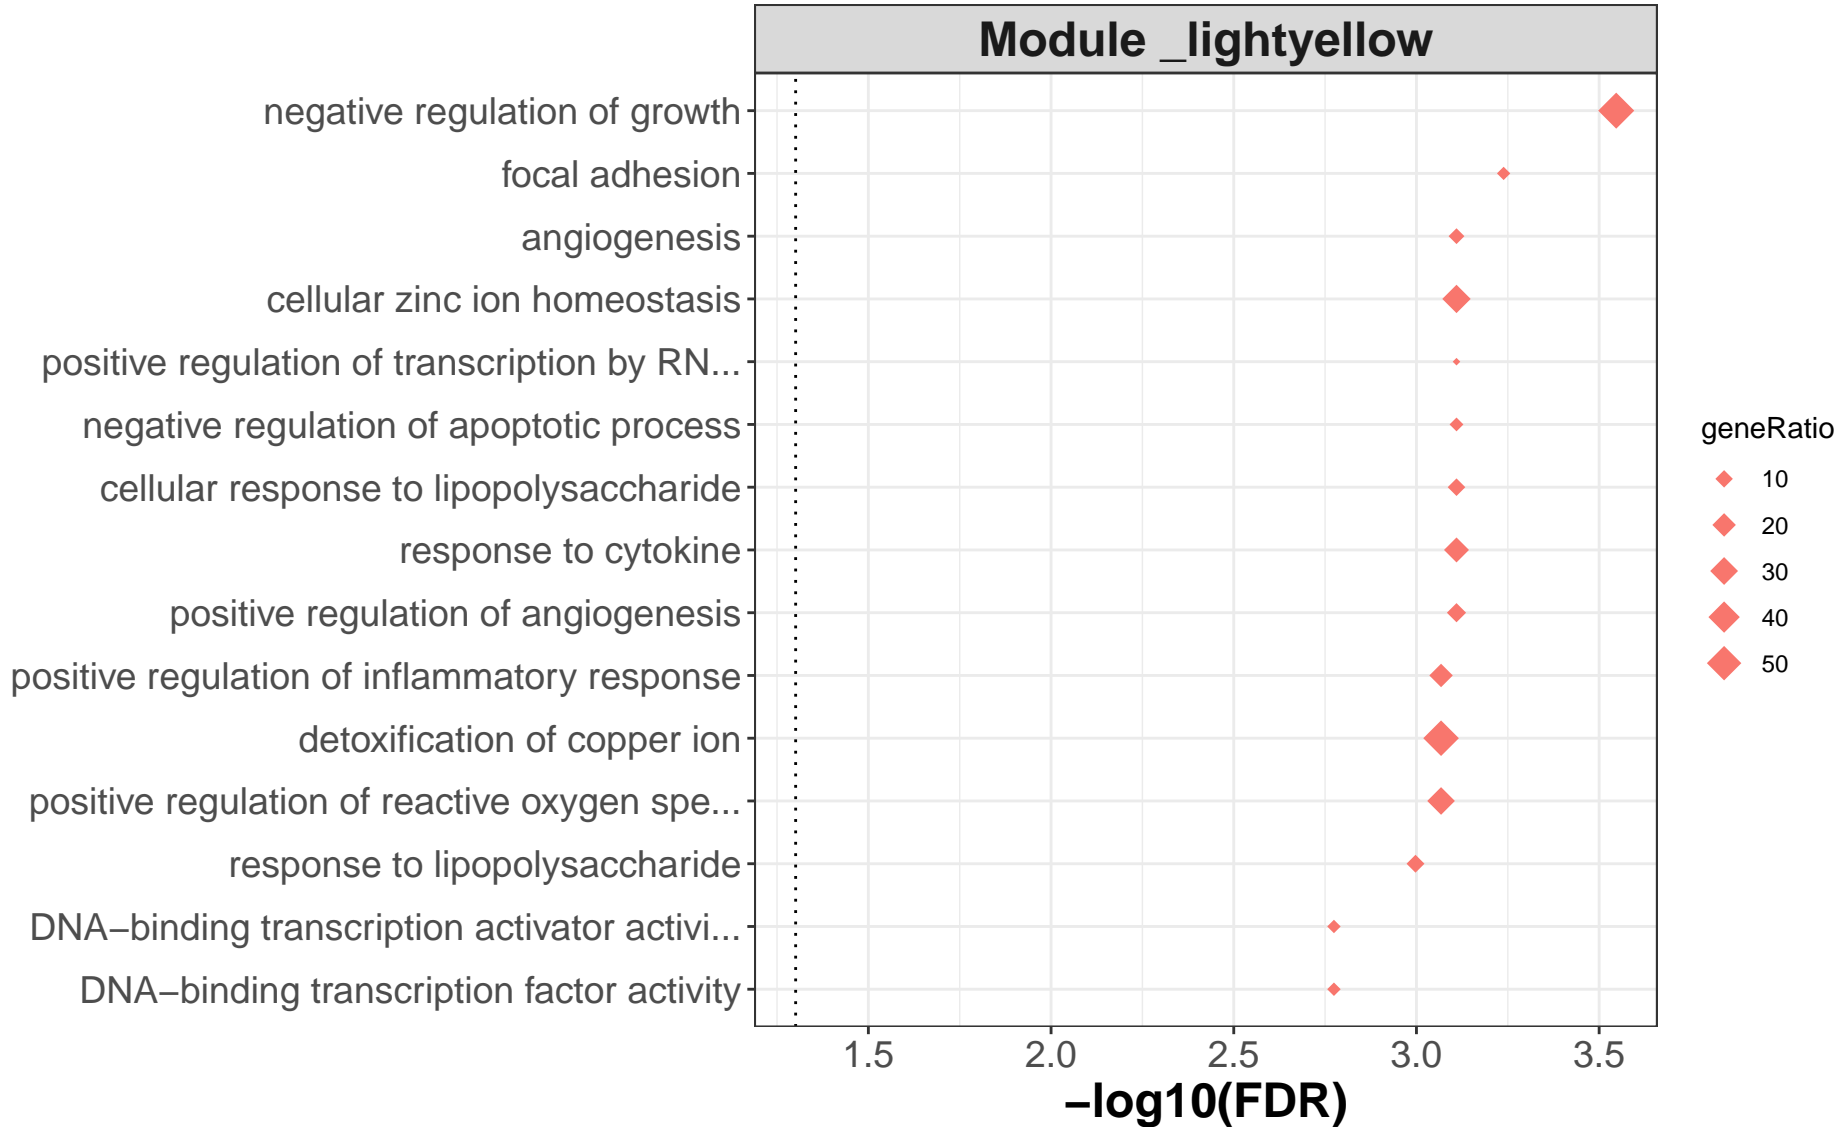 Module _lightyellow
negative regulation of growth
focal adhesion
angiogenesis
cellular zinc ion homeostasis
positive regulation of transcription by RN...
negative regulation of apoptotic process
cellular response to lipopolysaccharide
response to cytokine
positive regulation of angiogenesis
positive regulation of inflammatory response
detoxification of copper ion
positive regulation of reactive oxygen spe...
response to lipopolysaccharide
DNA−binding transcription activator activi...
DNA−binding transcription factor activity
1.5 2.0 2.5 3.0 3.5
−log10(FDR)
geneRatio
10
20
30
40
50